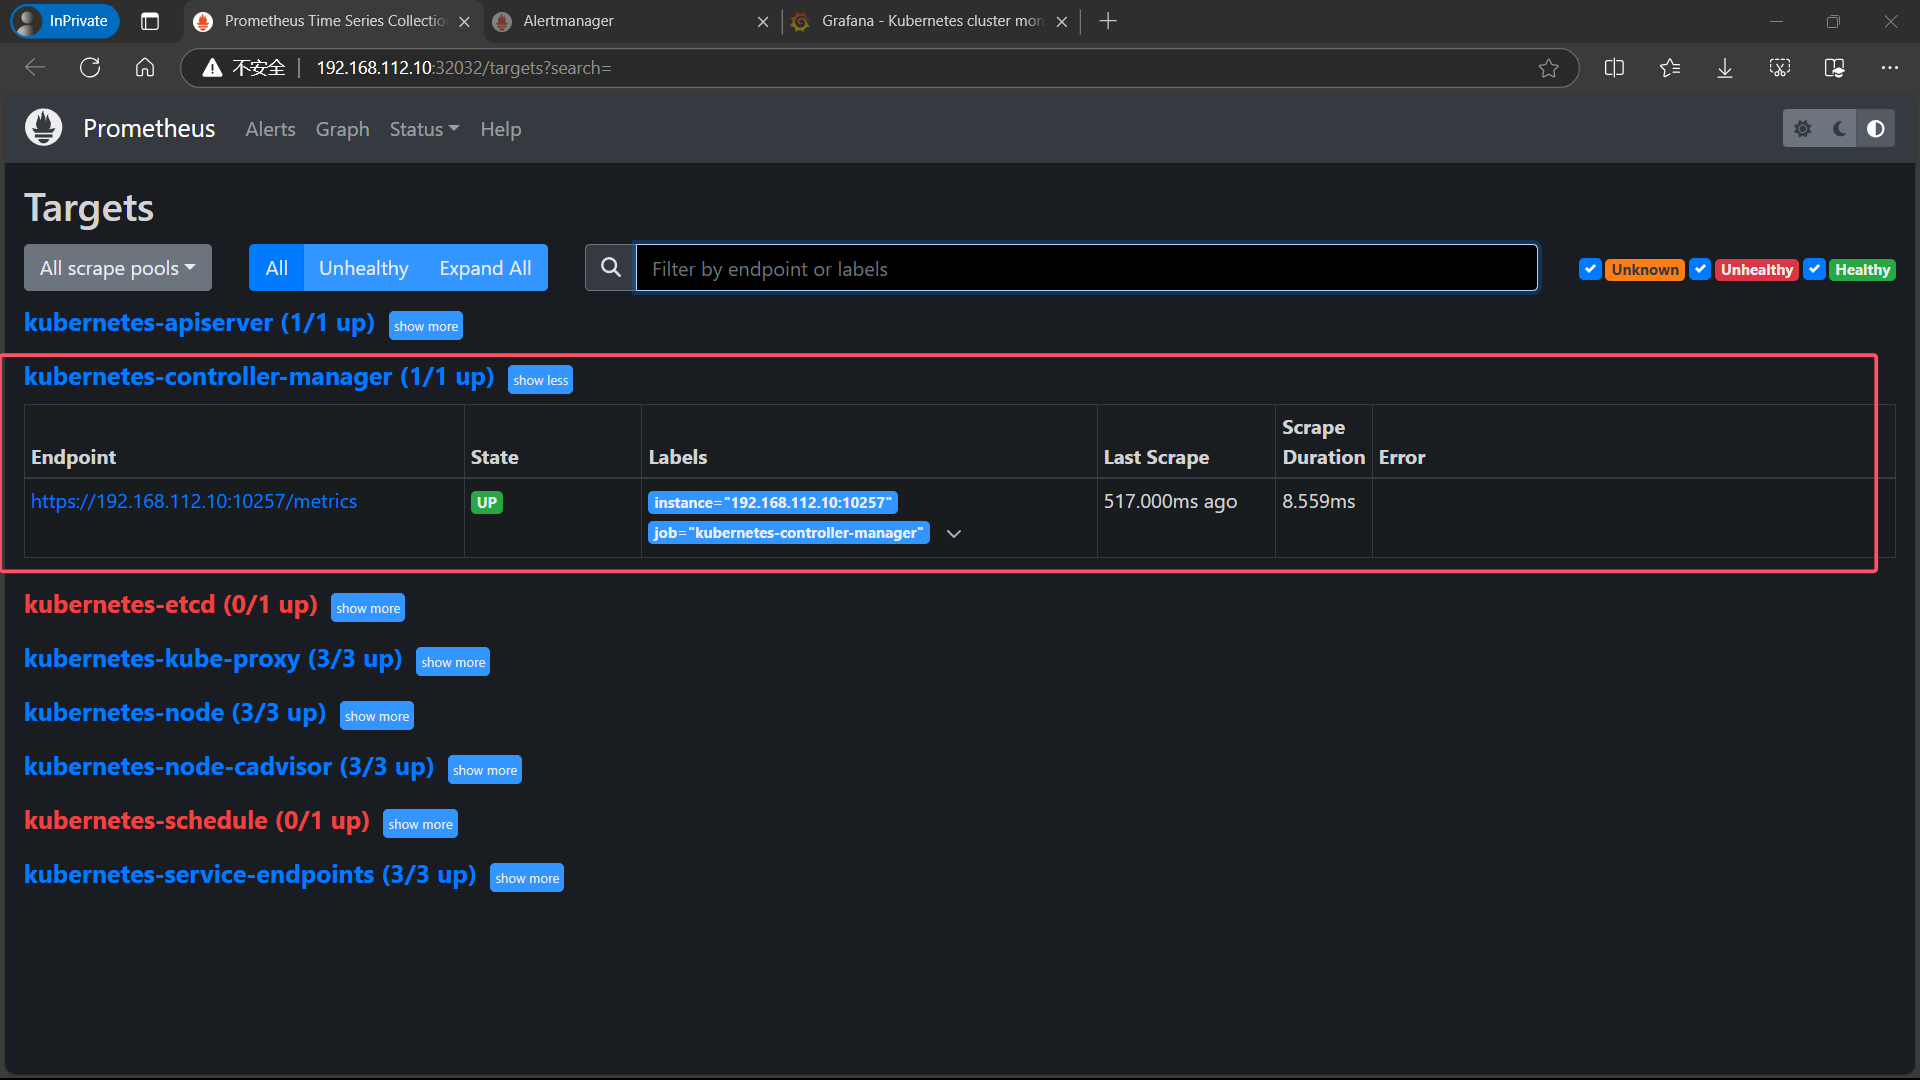 InPrivate
Prometheus Time Series Collectio
Alertmanager
Grafana - Kubernetes cluster mon
不安全
192.168.112.10:32032/targets?search=
Prometheus Alerts Graph Status Help
Targets
All scrape pools
All Unhealthy Expand All
Filter by endpoint or labels
Unknown Unhealthy Healthy
kubernetes-apiserver (1/1 up) show more
kubernetes-controller-manager (1/1 up) show less
Endpoint State Labels Last Scrape Scrape Duration Error
https://192.168.112.10:10257/metrics UP instance="192.168.112.10:10257" 517.000ms ago 8.559ms
job="kubernetes-controller-manager"
kubernetes-etcd (0/1 up) show more
kubernetes-kube-proxy (3/3 up) show more
kubernetes-node (3/3 up) show more
kubernetes-node-cadvisor (3/3 up) show more
kubernetes-schedule (0/1 up) show more
kubernetes-service-endpoints (3/3 up) show more